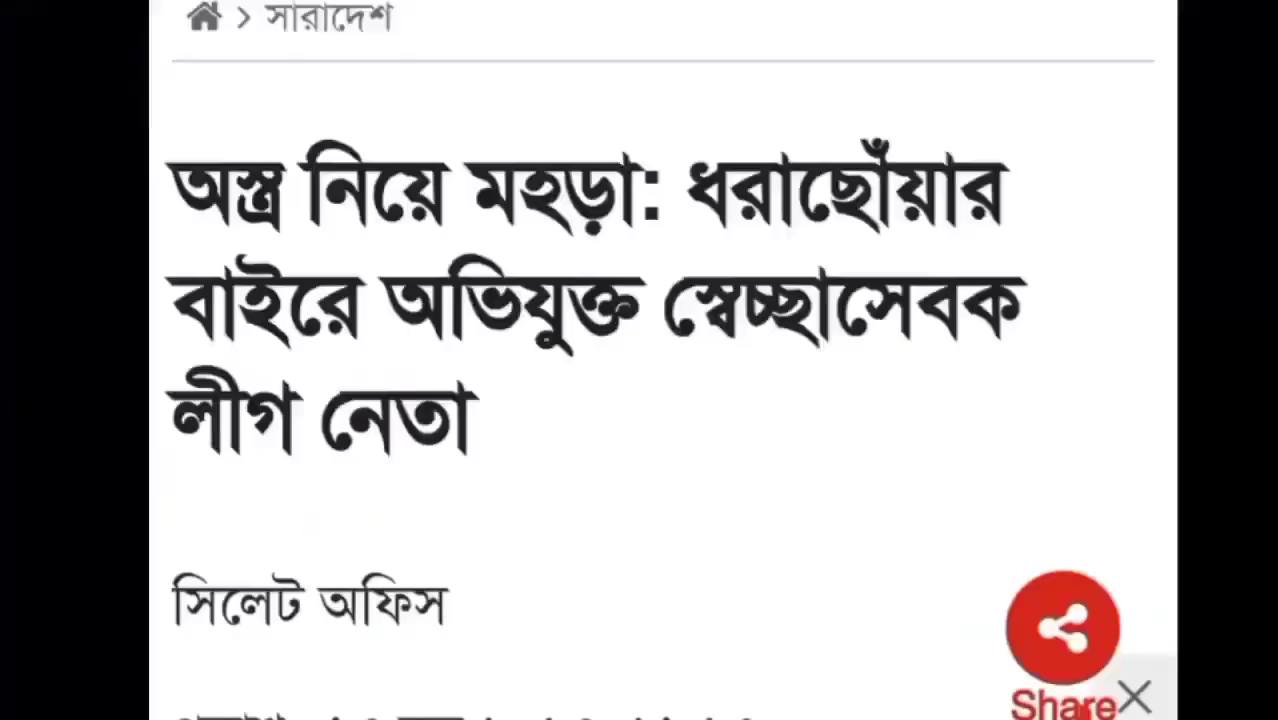 সারাদেশ
অস্ত্র নিয়ে মহড়া: ধরাছোঁয়ার
বাইরে অভিযুক্ত স্বেচ্ছাসেবক
লীগ নেতা
সিলেট অফিস
Share